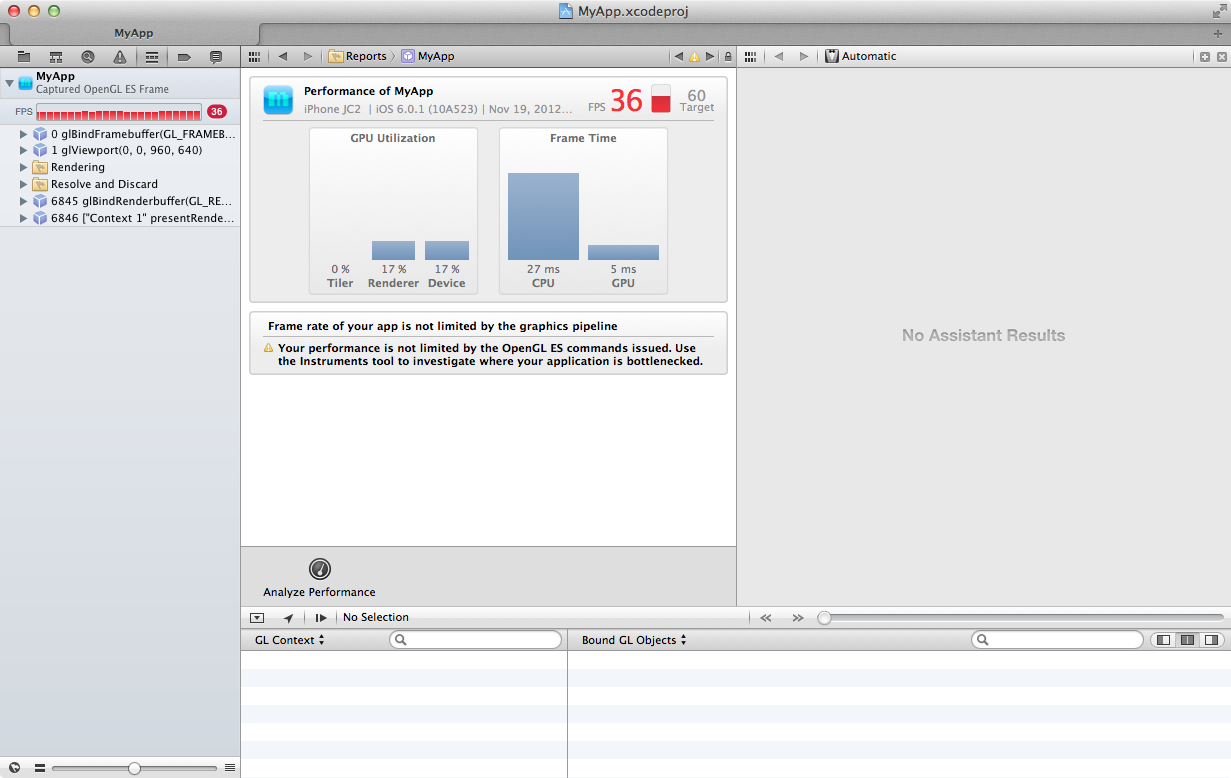 MyApp.xcodeproj
MyApp
MyApp
Captured OpenGL ES Frame
FPS 36
0 glBindFramebuffer(GL_FRAMEB...
1 glViewport(0, 0, 960, 640)
Rendering
Resolve and Discard
6845 glBindRenderbuffer(GL_RE...
6846 ["Context 1" presentRende...
Reports MyApp
Performance of MyApp
iPhone JC2 | iOS 6.0.1 (10A523) | Nov 19, 2012...
FPS 36 60
Target
GPU Utilization
0 % 17 % 17 %
Tiler Renderer Device
Frame Time
27 ms 5 ms
CPU GPU
Frame rate of your app is not limited by the graphics pipeline
Your performance is not limited by the OpenGL ES commands issued. Use
the Instruments tool to investigate where your application is bottlenecked.
Analyze Performance
Automatic
No Assistant Results
No Selection
GL Context
Bound GL Objects